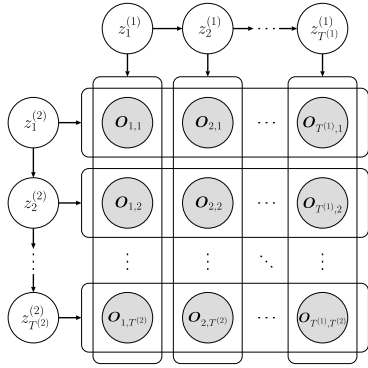 z_1^{(1)} z_2^{(1)} ⋯ z_{T^{(1)}}^{(1)}
z_1^{(2)} O_{1,1} O_{2,1} ⋯ O_{T^{(1)},1}
z_2^{(2)} O_{1,2} O_{2,2} ⋯ O_{T^{(1)},2}
⋮ ⋮ ⋮ ⋱ ⋮
z_{T^{(2)}}^{(2)} O_{1,T^{(2)}} O_{2,T^{(2)}} ⋯ O_{T^{(1)},T^{(2)}}